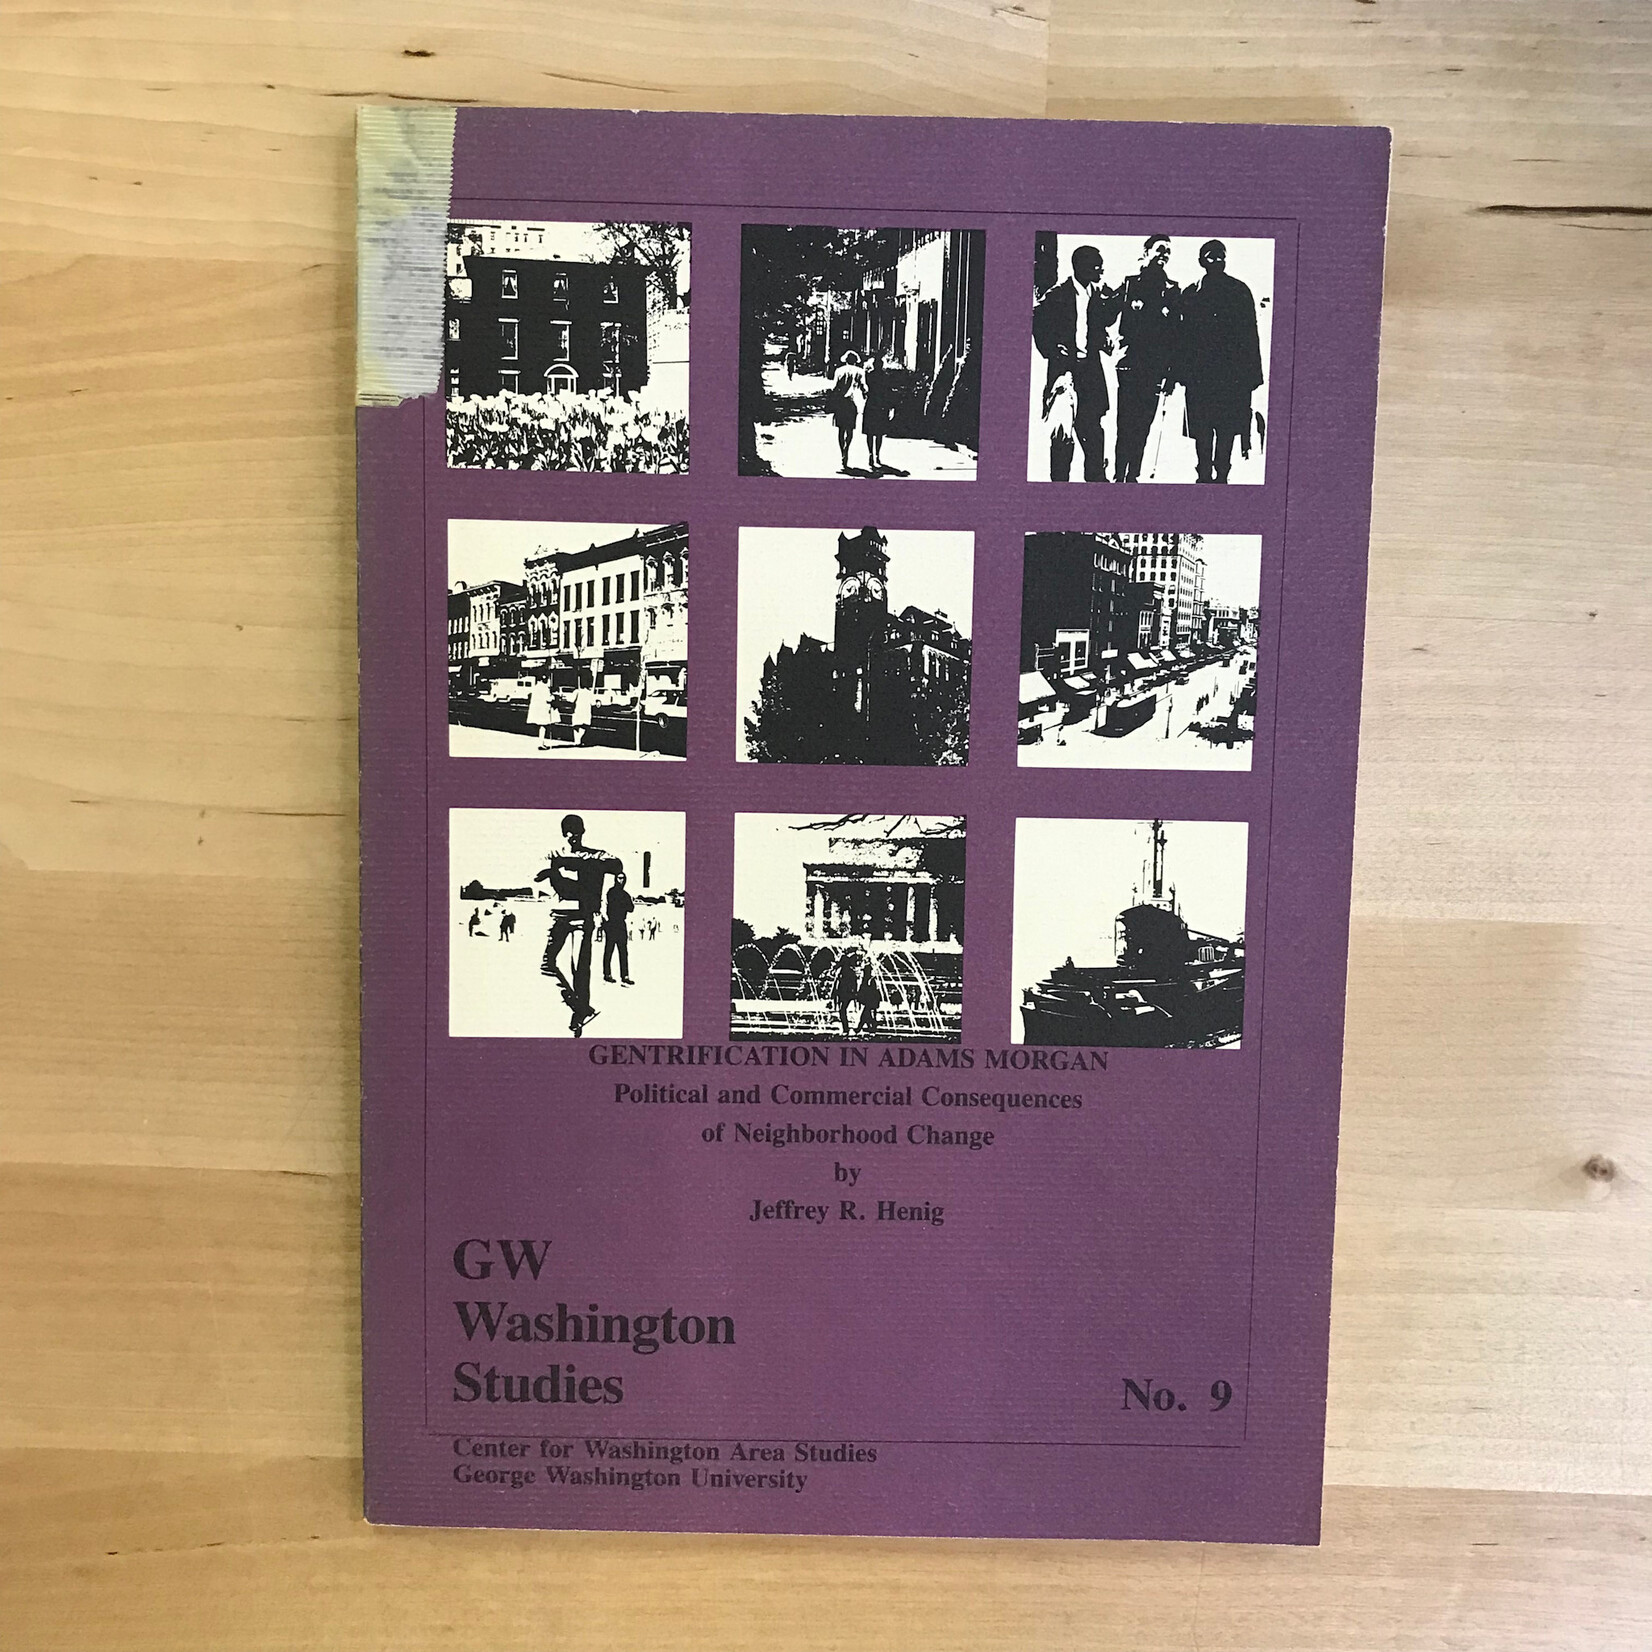 GENTRIFICATION IN ADAMS MORGAN
Political and Commercial Consequences
of Neighborhood Change
by
Jeffrey R. Henig
GW
Washington
Studies
No. 9
Center for Washington Area Studies
George Washington University